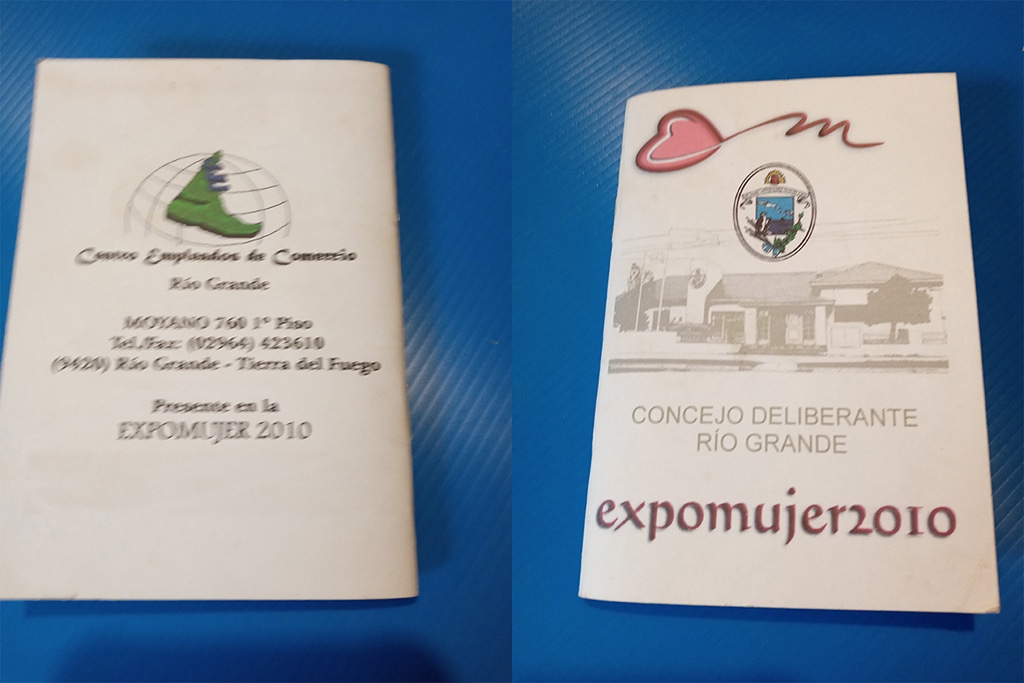 Centro Empleados de Comercio
Río Grande
MOYANO 760 1º Piso
Tel./Fax: (02964) 423610
(9420) Río Grande - Tierra del Fuego
Presente en la
EXPOMUJER 2010
CONCEJO DELIBERANTE
RÍO GRANDE
expomujer2010